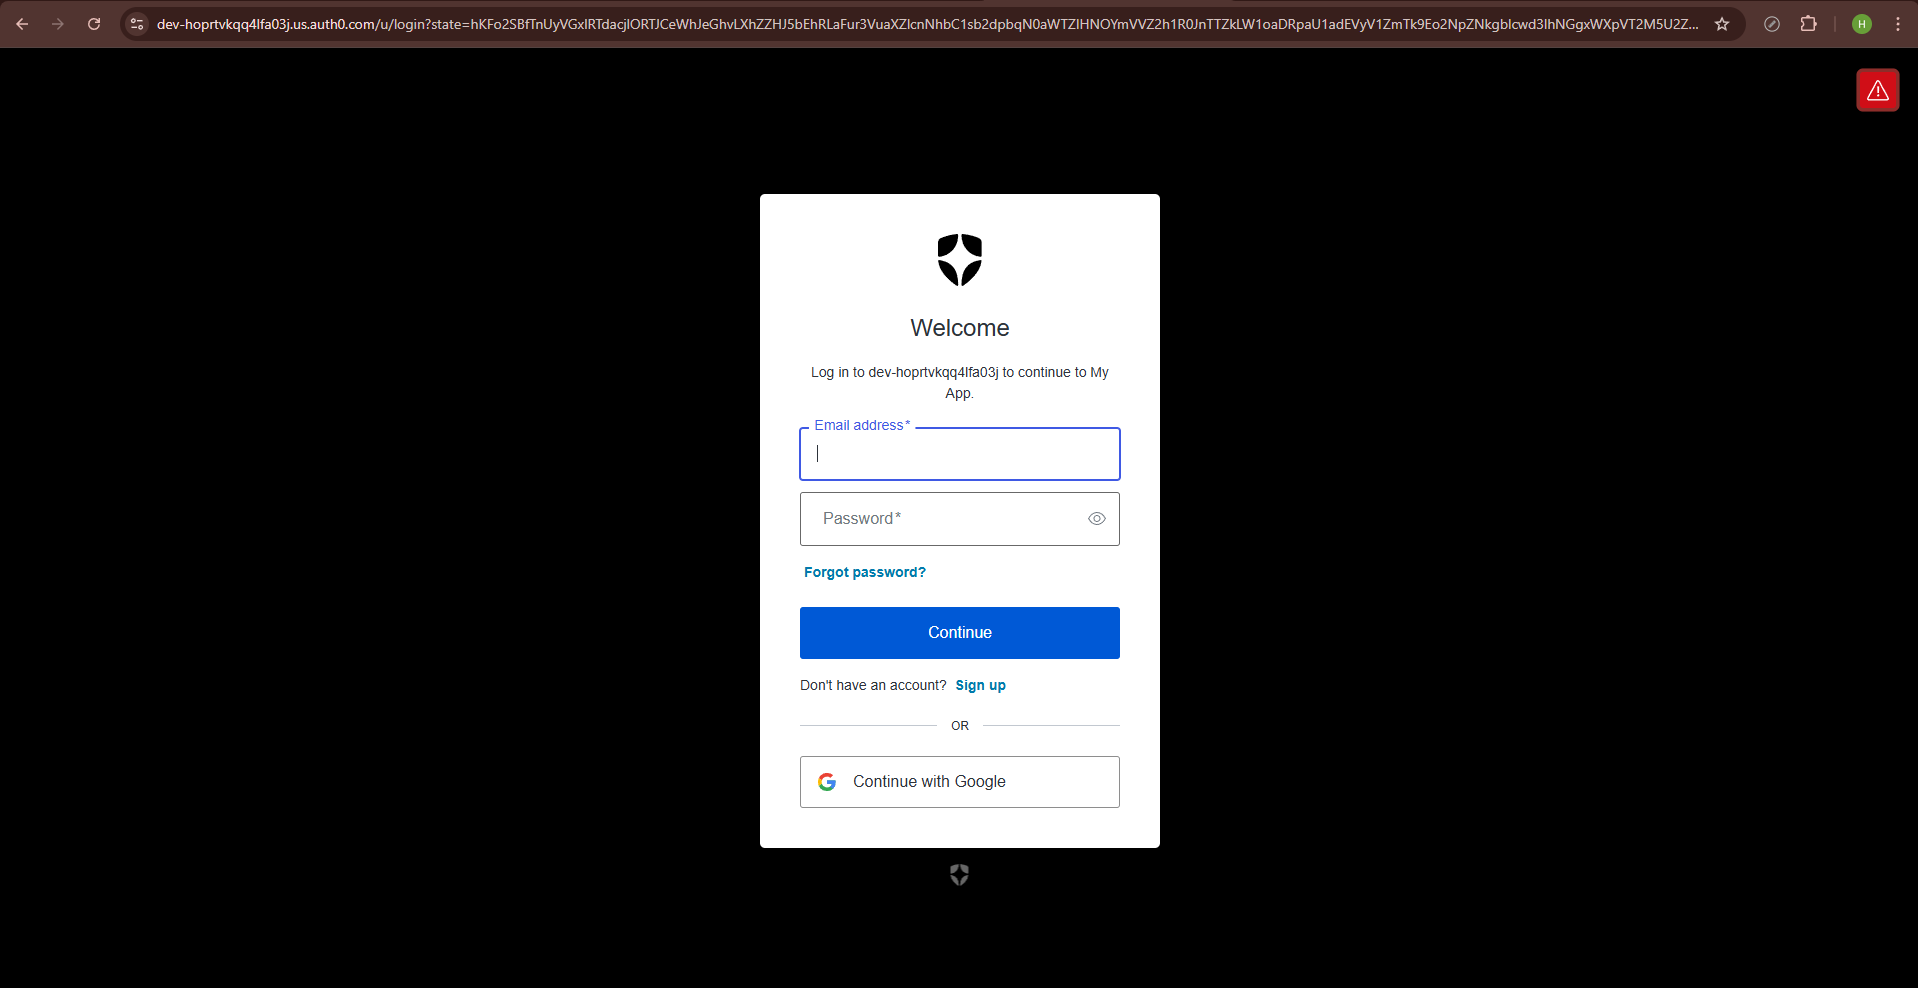 dev-hoprtvkqq4lfa03j.us.auth0.com/u/login?state=
H
Welcome
Log in to dev-hoprtvkqq4lfa03j to continue to My
App.
Email address*
Password*
Forgot password?
Continue
Don't have an account? Sign up
OR
Continue with Google